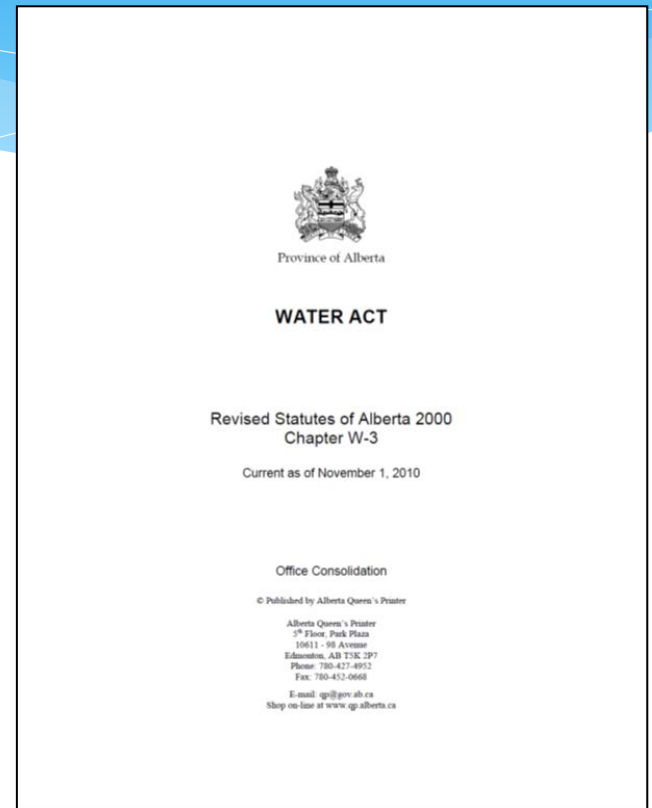 Province of Alberta
WATER ACT
Revised Statutes of Alberta 2000
Chapter W-3
Current as of November 1, 2010
Office Consolidation
© Published by Alberta Queen's Printer
Alberta Queen's Printer
5th Floor, Park Plaza
10611 - 98 Avenue
Edmonton, AB T5K 2P7
Phone: 780-427-4952
Fax: 780-452-0668
E-mail: qp@gov.ab.ca
Shop on-line at www.qp.alberta.ca